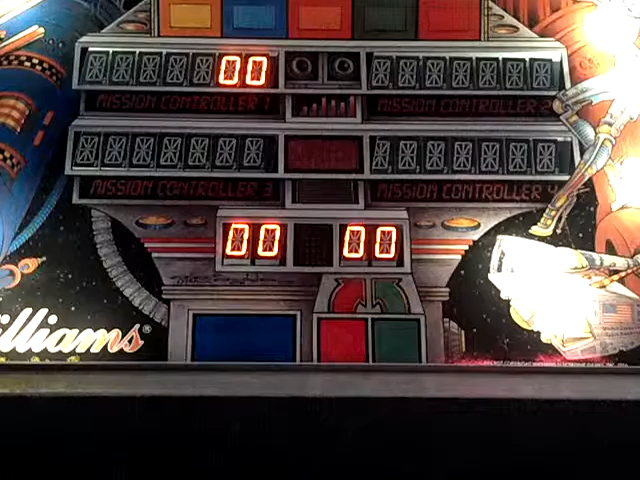 00
MISSION CONTROLLER 1
MISSION CONTROLLER 2
MISSION CONTROLLER 3
MISSION CONTROLLER 4
00 00
illiams®